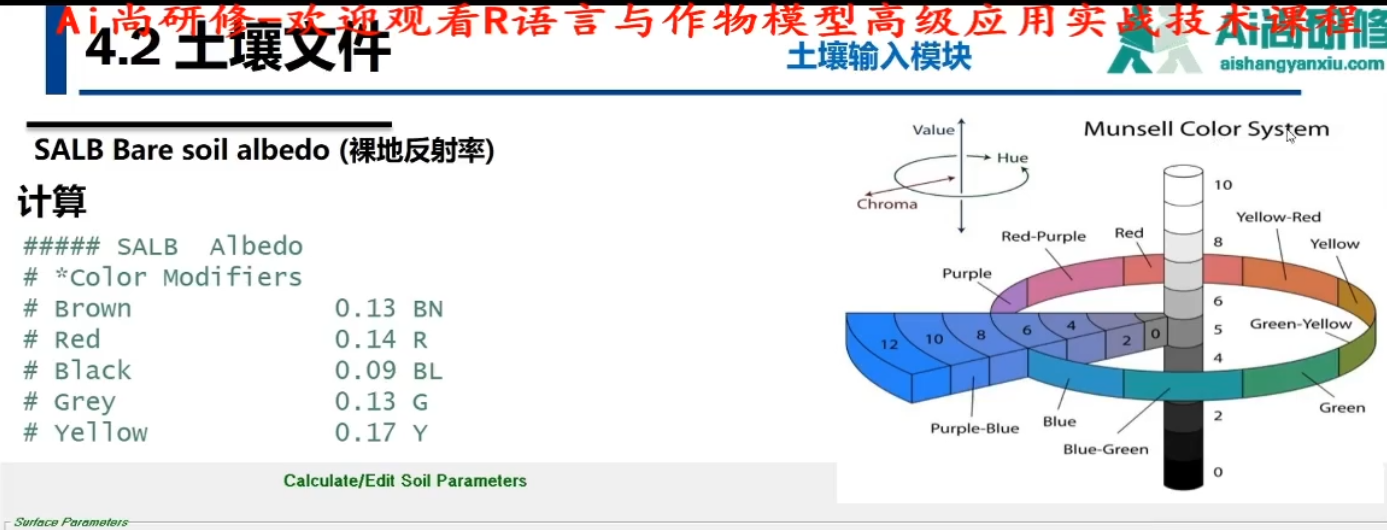 Ai尚研修-欢迎观看R语言与作物模型高级应用实战技术课程
4.2 土壤文件
土壤输入模块
Ai尚研修
aishangyanxiu.com
SALB Bare soil albedo (裸地反射率)
计算
##### SALB  Albedo
# *Color Modifiers
# Brown 0.13 BN
# Red 0.14 R
# Black 0.09 BL
# Grey 0.13 G
# Yellow 0.17 Y
Munsell Color System
Value
Hue
Chroma
10
Yellow-Red
Red-Purple
Red
8
Yellow
Purple
6
12 10 8 6 4 2 0
5
Green-Yellow
4
Green
2
Purple-Blue
Blue
Blue-Green
0
Calculate/Edit Soil Parameters
Surface Parameters